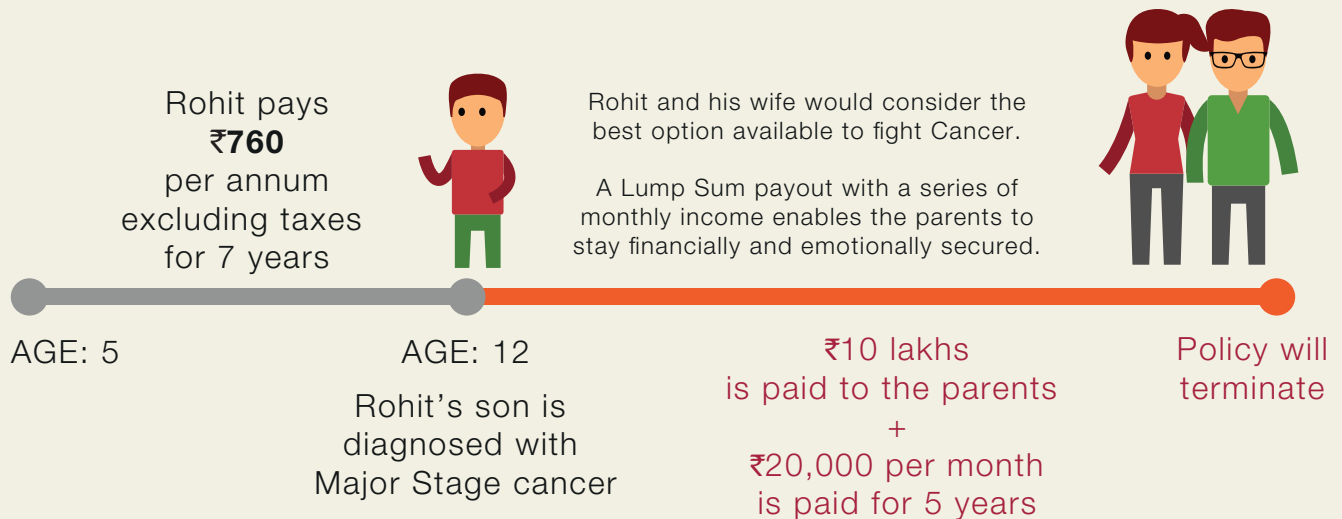 Rohit pays
₹760
per annum
excluding taxes
for 7 years
Rohit and his wife would consider the
best option available to fight Cancer.
A Lump Sum payout with a series of
monthly income enables the parents to
stay financially and emotionally secured.
AGE: 5
AGE: 12
Rohit’s son is
diagnosed with
Major Stage cancer
₹10 lakhs
is paid to the parents
+
₹20,000 per month
is paid for 5 years
Policy will
terminate